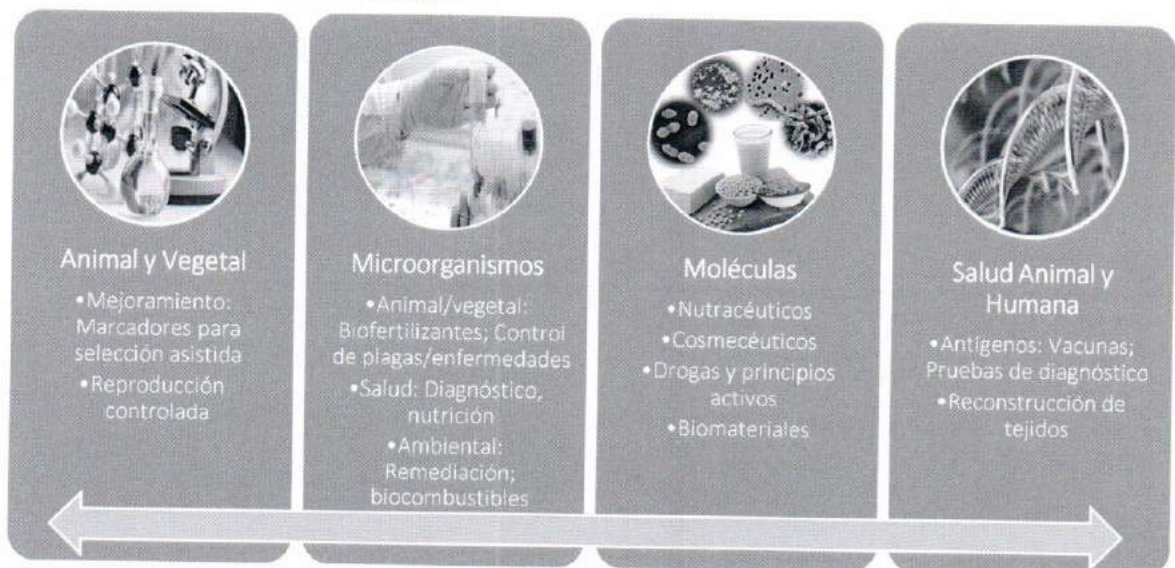 Animal y Vegetal
•Mejoramiento:
Marcadores para
selección asistida
•Reproducción
controlada
Microorganismos
•Animal/vegetal:
Biofertilizantes; Control
de plagas/enfermedades
•Salud: Diagnóstico,
nutrición
•Ambiental:
Remediación;
biocombustibles
Moléculas
•Nutracéuticos
•Cosmecéuticos
•Drogas y principios
activos
•Biomateriales
Salud Animal y
Humana
•Antígenos: Vacunas;
Pruebas de diagnóstico
•Reconstrucción de
tejidos